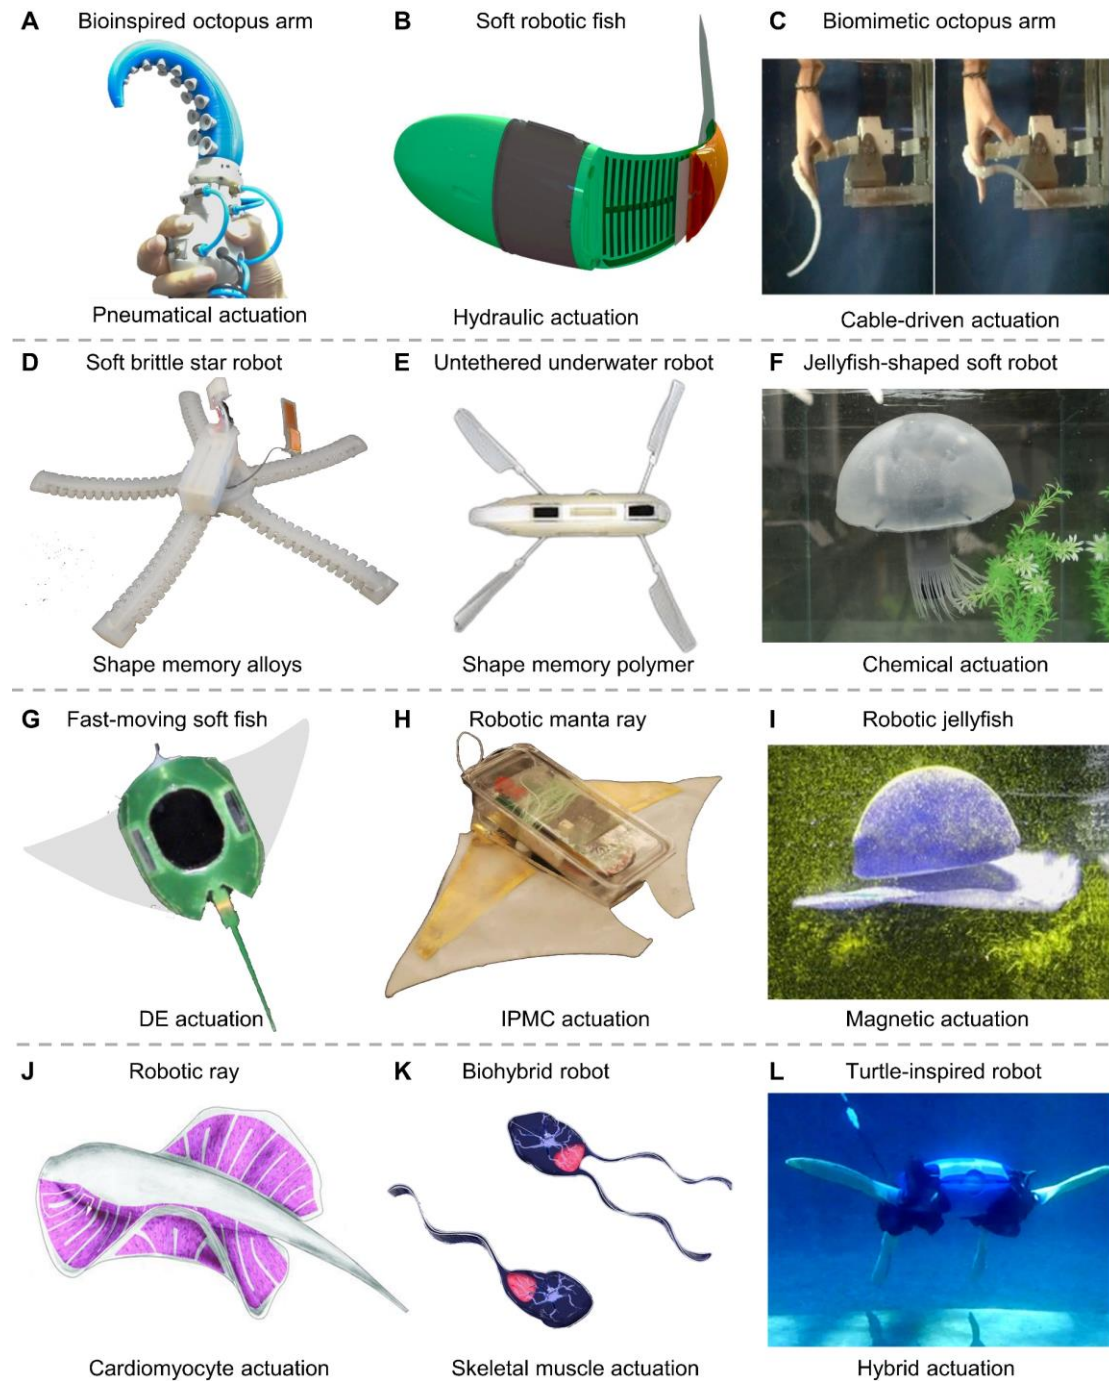 A Bioinspired octopus arm
B Soft robotic fish
C Biomimetic octopus arm
Pneumatical actuation
Hydraulic actuation
Cable-driven actuation
D Soft brittle star robot
E Untethered underwater robot
F Jellyfish-shaped soft robot
Shape memory alloys
Shape memory polymer
Chemical actuation
G Fast-moving soft fish
H Robotic manta ray
I Robotic jellyfish
DE actuation
IPMC actuation
Magnetic actuation
J Robotic ray
K Biohybrid robot
L Turtle-inspired robot
Cardiomyocyte actuation
Skeletal muscle actuation
Hybrid actuation